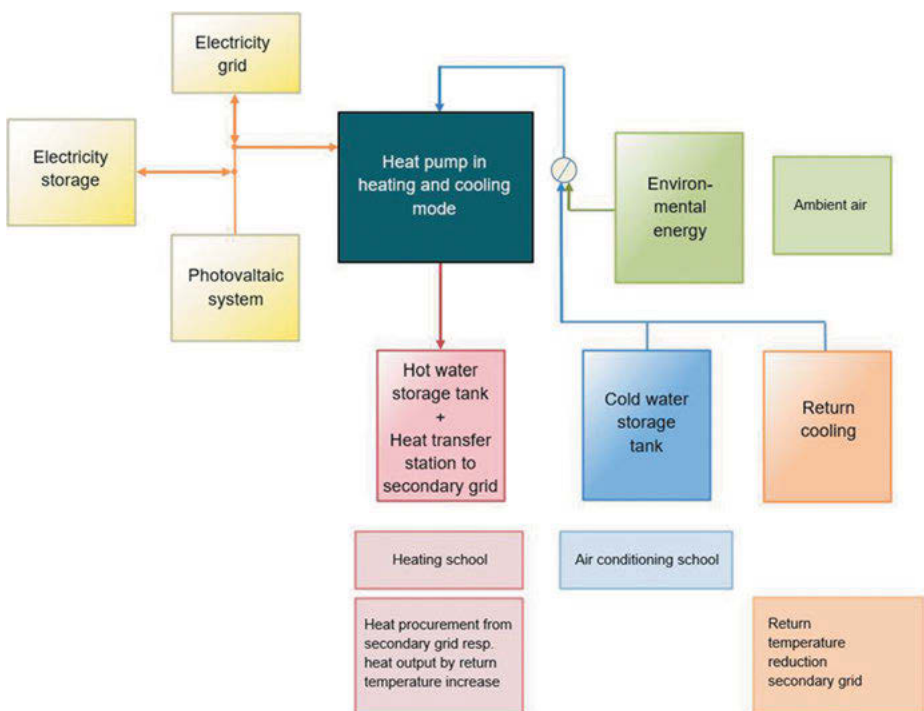 Electricity
grid
Electricity
storage
Photovaltaic
system
Heat pump in
heating and cooling
mode
Environ-
mental
energy
Ambient air
Hot water
storage tank
+
Heat transfer
station to
secondary grid
Cold water
storage
tank
Return
cooling
Heating school
Air conditioning school
Heat procurement from
secondary grid resp.
heat output by return
temperature increase
Return
temperature
reduction
secondary grid